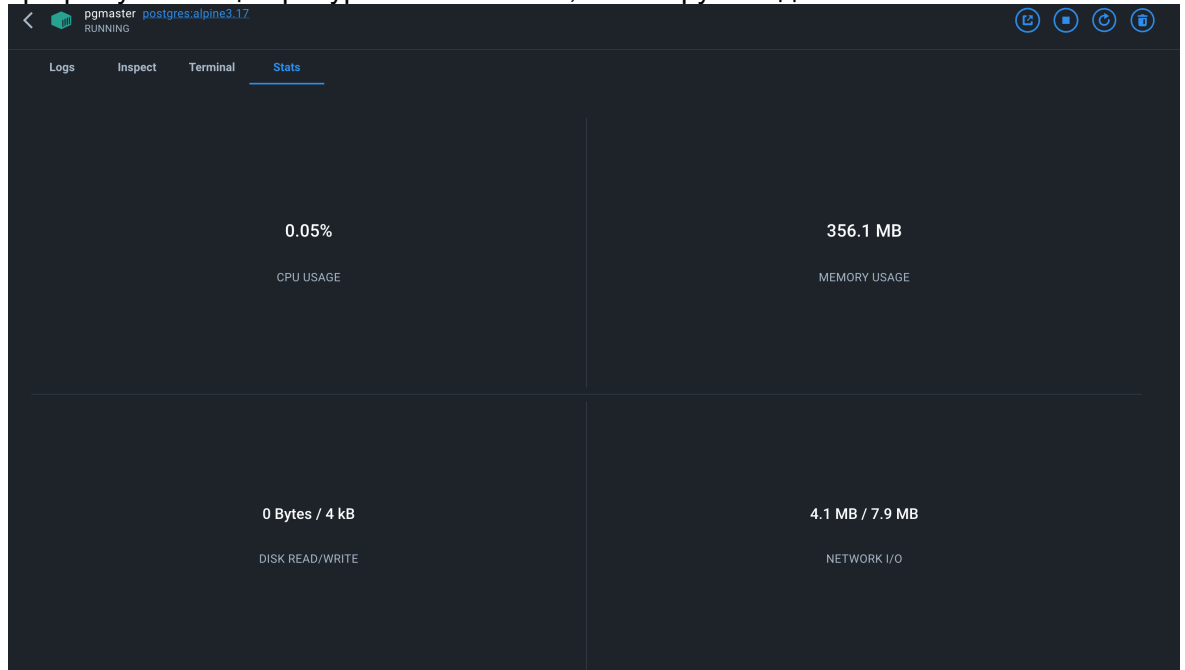 pgmaster postgres:alpine3.17
RUNNING
Logs Inspect Terminal Stats
0.05%
CPU USAGE
356.1 MB
MEMORY USAGE
0 Bytes / 4 kB
DISK READ/WRITE
4.1 MB / 7.9 MB
NETWORK I/O